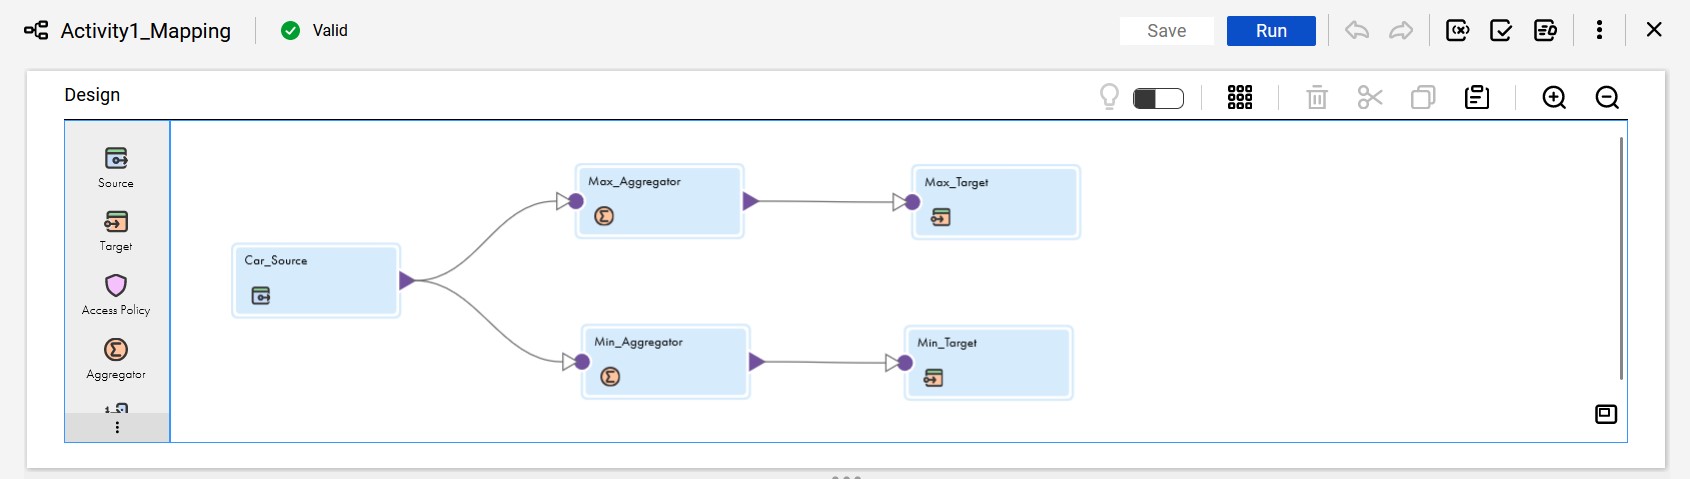 Activity1_Mapping
Valid
Save
Run
Design
Source
Target
Access Policy
Aggregator
Car_Source
Max_Aggregator
Max_Target
Min_Aggregator
Min_Target